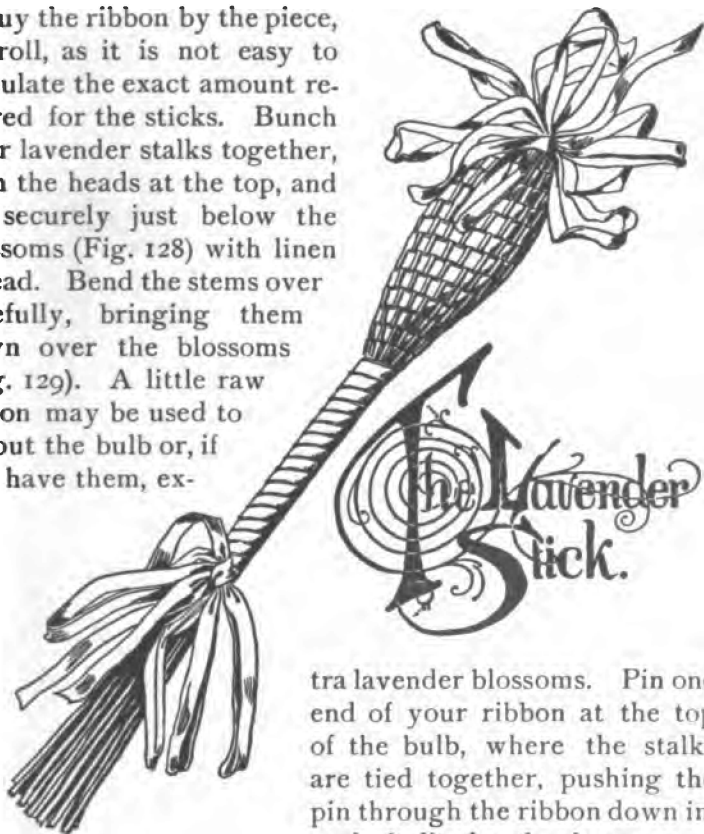 uy the ribbon by the piece,
roll, as it is not easy to
ulate the exact amount re-
red for the sticks. Bunch
r lavender stalks together,
the heads at the top, and
securely just below the
soms (Fig. 128) with linen
ead. Bend the stems over
efully, bringing them
n over the blossoms
g. 129). A little raw
on may be used to
out the bulb or, if
have them, ex-
The Lavender
Stick.
tra lavender blossoms. Pin one
end of your ribbon at the top
of the bulb, where the stalk
are tied together, pushing the
pin through the ribbon down in